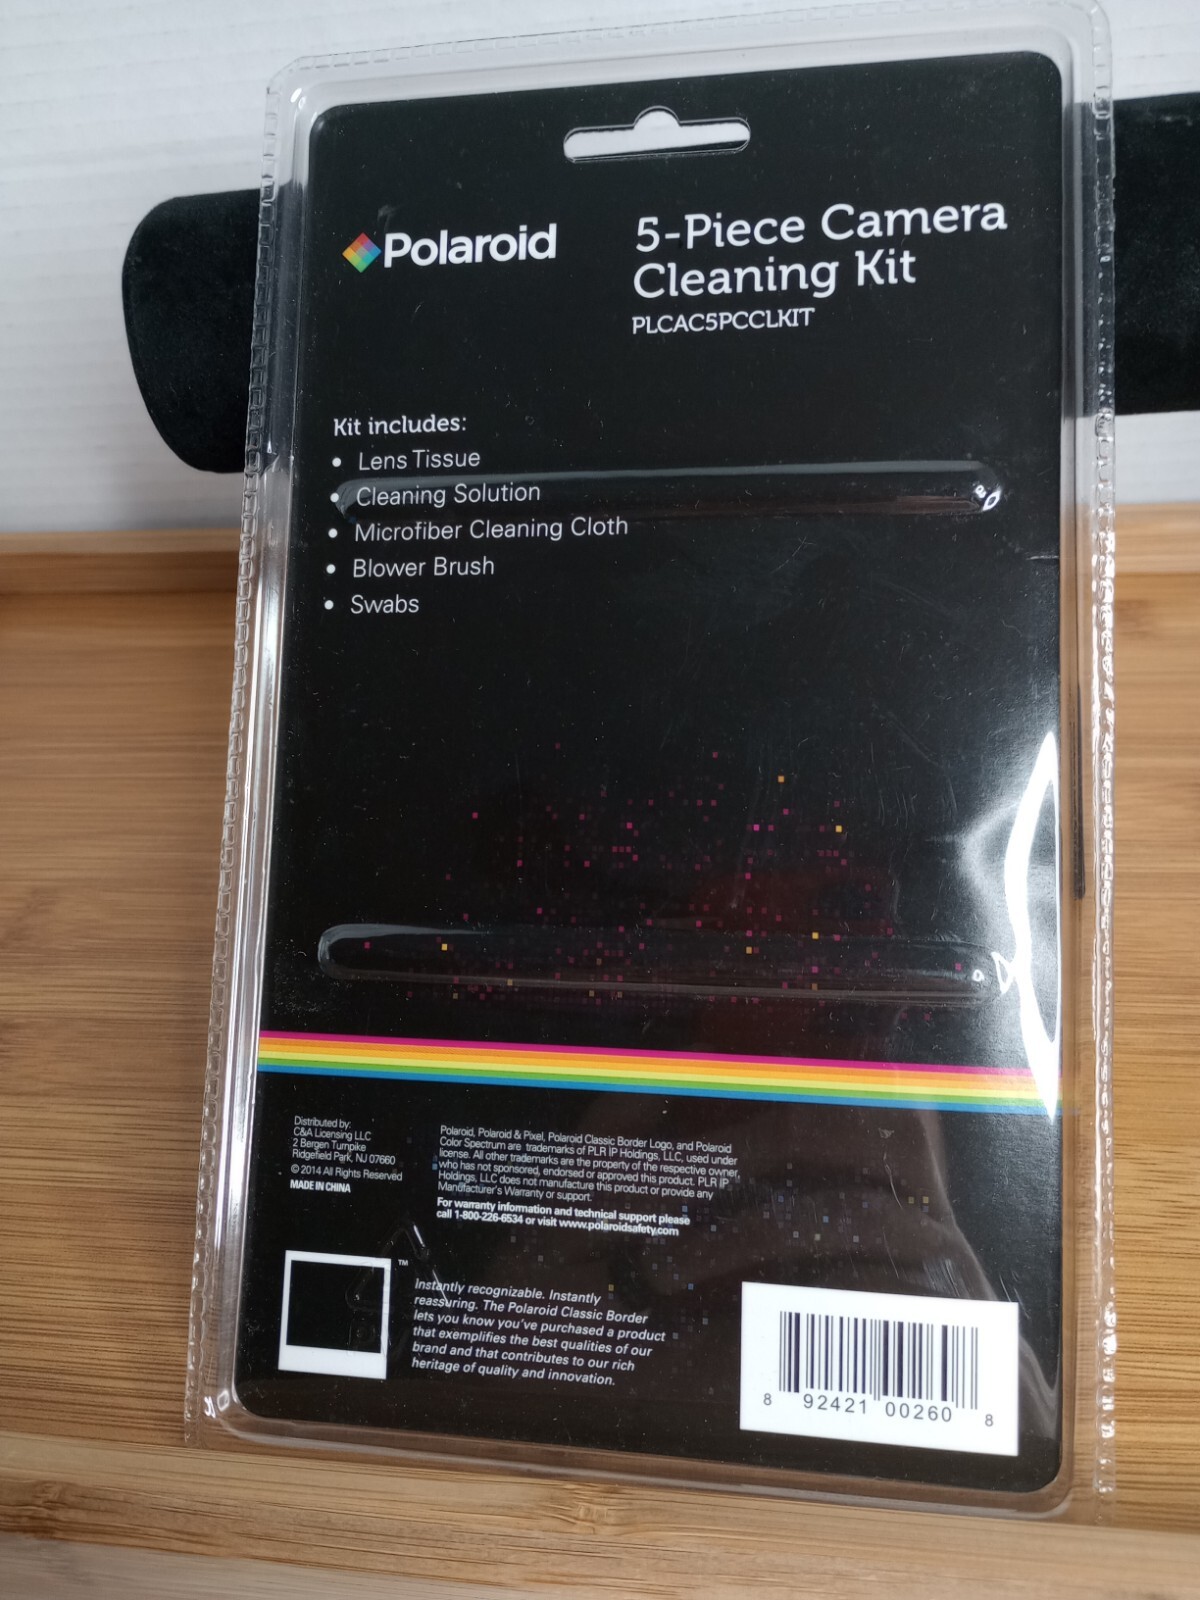 Polaroid
5-Piece Camera
Cleaning Kit
PLCAC5PCCLKIT
Kit includes:
• Lens Tissue
• Cleaning Solution
• Microfiber Cleaning Cloth
• Blower Brush
• Swabs
Distributed by:
C&A Licensing LLC
2 Bergen Turnpike
Ridgefield Park, NJ 07660
© 2014 All Rights Reserved
MADE IN CHINA
Polaroid, Polaroid & Pixel, Polaroid Classic Border Logo, and Polaroid
Color Spectrum are trademarks of PLR IP Holdings, LLC, used under
license. All other trademarks are the property of the respective owner,
who has not sponsored, endorsed or approved this product. PLR IP
Holdings, LLC does not manufacture this product or provide any
Manufacturer's Warranty or support.
For warranty information and technical support please
call 1-800-226-6534 or visit www.polaroidsafety.com
TM
Instantly recognizable. Instantly
reassuring. The Polaroid Classic Border
lets you know you've purchased a product
that exemplifies the best qualities of our
brand and that contributes to our rich
heritage of quality and innovation.
8 92421 00260 8